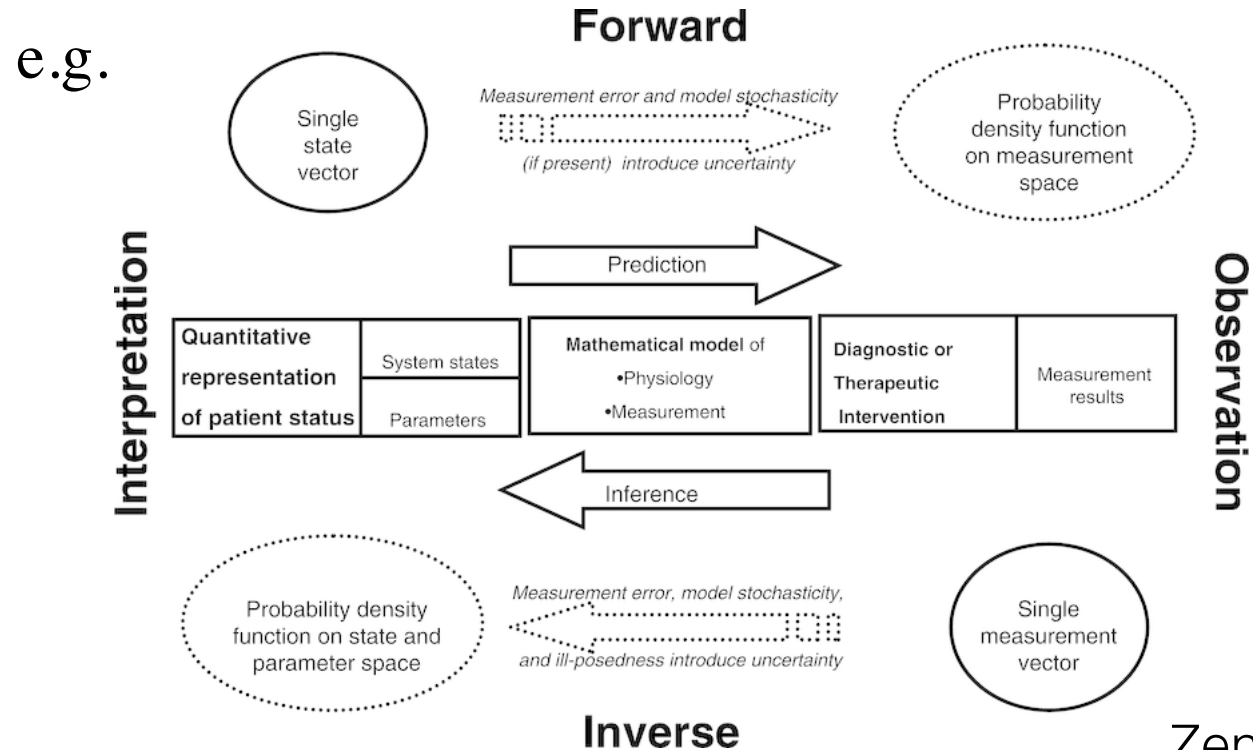 Forward
e.g.
Single
state
vector
Measurement error and model stochasticity
(if present) introduce uncertainty
Probability
density function
on measurement
space
Interpretation
Prediction
Observation
Quantitative
representation
of patient status
System states
Parameters
Mathematical model of
•Physiology
•Measurement
Diagnostic or
Therapeutic
Intervention
Measurement
results
Inference
Probability density
function on state and
parameter space
Measurement error, model stochasticity,
and ill-posedness introduce uncertainty
Single
measurement
vector
Inverse